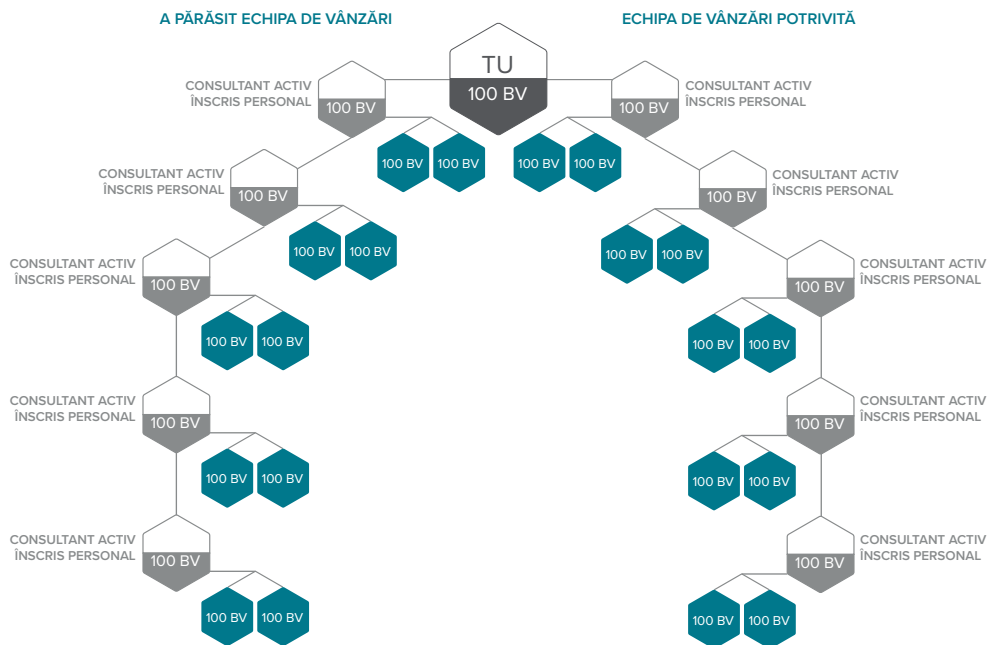 A PĂRĂSIT ECHIPA DE VÂNZĂRI
ECHIPA DE VÂNZĂRI POTRIVITĂ
TU
100 BV
CONSULTANT ACTIV
ÎNSCRIS PERSONAL
100 BV
100 BV
CONSULTANT ACTIV
ÎNSCRIS PERSONAL
100 BV
100 BV
100 BV
100 BV
CONSULTANT ACTIV
ÎNSCRIS PERSONAL
100 BV
100 BV
CONSULTANT ACTIV
ÎNSCRIS PERSONAL
100 BV
100 BV
100 BV
100 BV
CONSULTANT ACTIV
ÎNSCRIS PERSONAL
100 BV
100 BV
CONSULTANT ACTIV
ÎNSCRIS PERSONAL
100 BV
100 BV
100 BV
100 BV
CONSULTANT ACTIV
ÎNSCRIS PERSONAL
100 BV
100 BV
CONSULTANT ACTIV
ÎNSCRIS PERSONAL
100 BV
100 BV
100 BV
100 BV
CONSULTANT ACTIV
ÎNSCRIS PERSONAL
100 BV
100 BV
CONSULTANT ACTIV
ÎNSCRIS PERSONAL
100 BV
100 BV
100 BV
100 BV